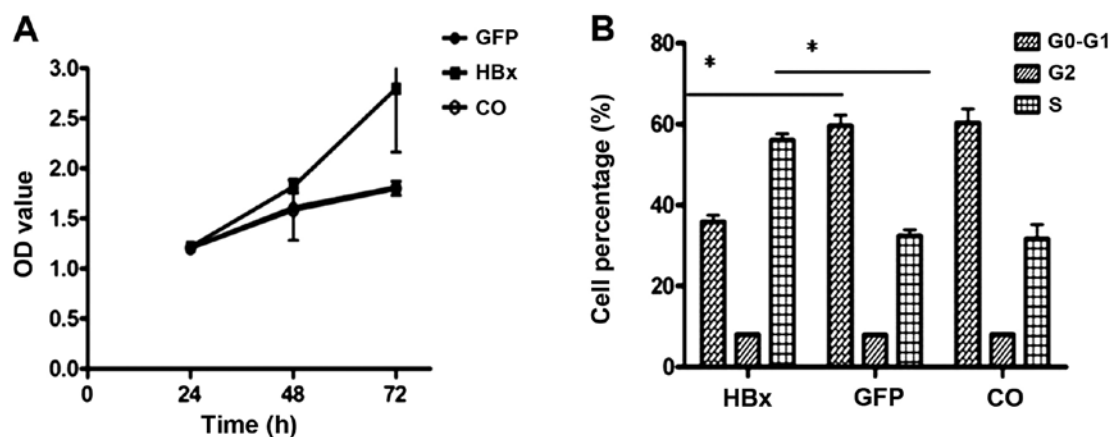 A
GFP
HBx
CO
3.0
2.5
2.0
1.5
1.0
0.5
0.0
OD value
0 24 48 72
Time (h)
B
G0-G1
G2
S
* *
80
60
40
20
0
Cell percentage (%)
HBx GFP CO